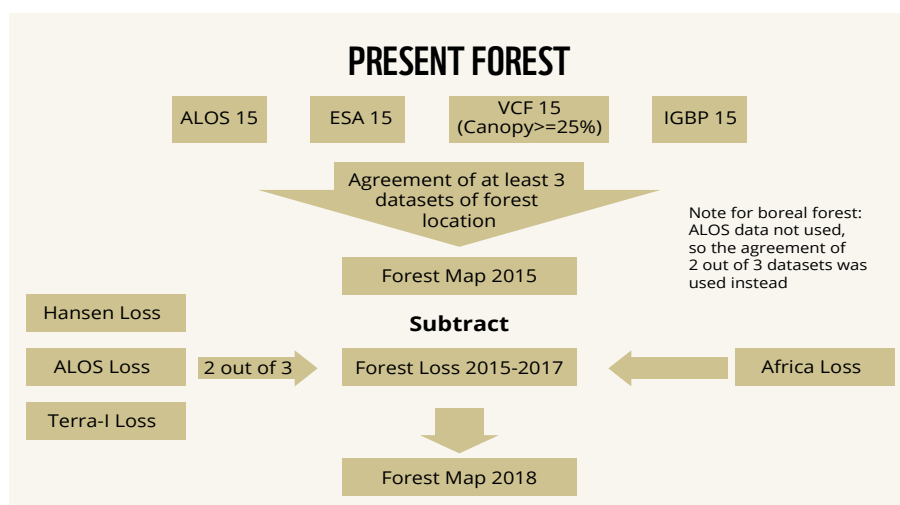 PRESENT FOREST
ALOS 15
ESA 15
VCF 15
(Canopy>=25%)
IGBP 15
Agreement of at least 3
datasets of forest
location
Note for boreal forest:
ALOS data not used,
so the agreement of
2 out of 3 datasets was
used instead
Forest Map 2015
Hansen Loss
Subtract
ALOS Loss
2 out of 3
Forest Loss 2015-2017
Africa Loss
Terra-I Loss
Forest Map 2018